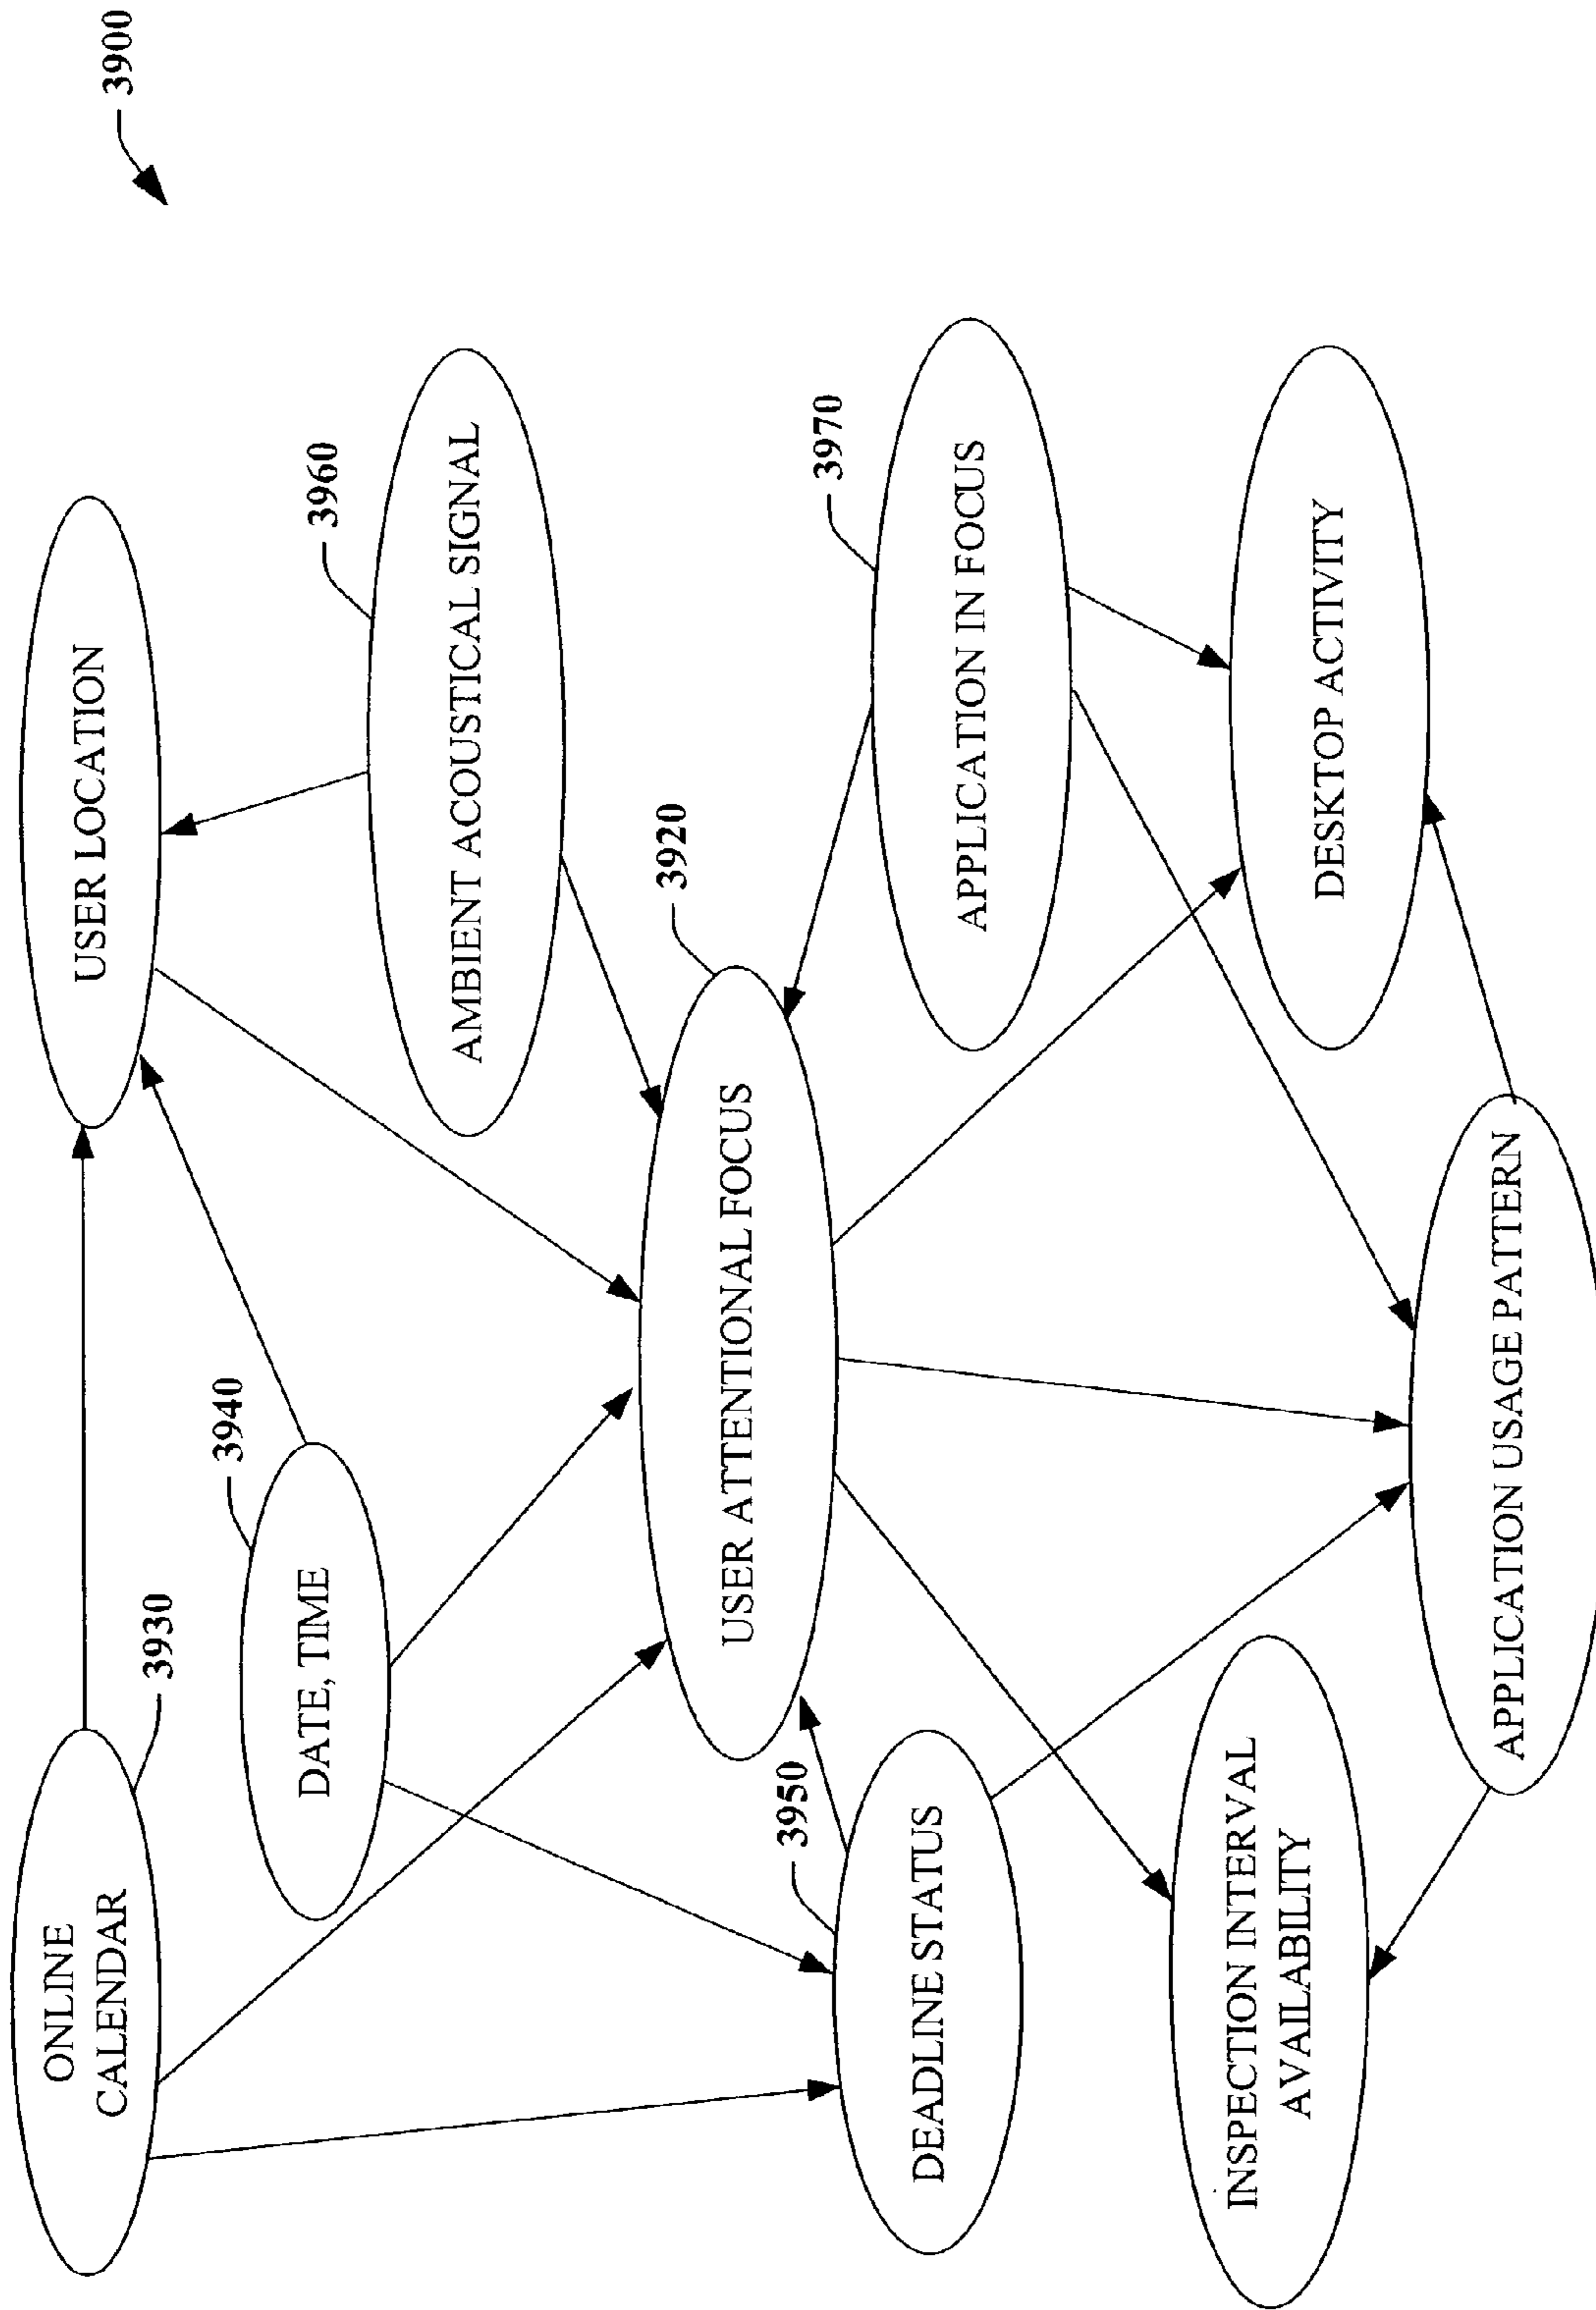 3900
ONLINE
CALENDAR
3930
USER LOCATION
DATE, TIME
3940
AMBIENT ACOUSTICAL SIGNAL
3960
USER ATTENTIONAL FOCUS
3920
DEADLINE STATUS
3950
APPLICATION IN FOCUS
3970
INSPECTION INTERVAL
AVAILABILITY
DESKTOP ACTIVITY
APPLICATION USAGE PATTERN